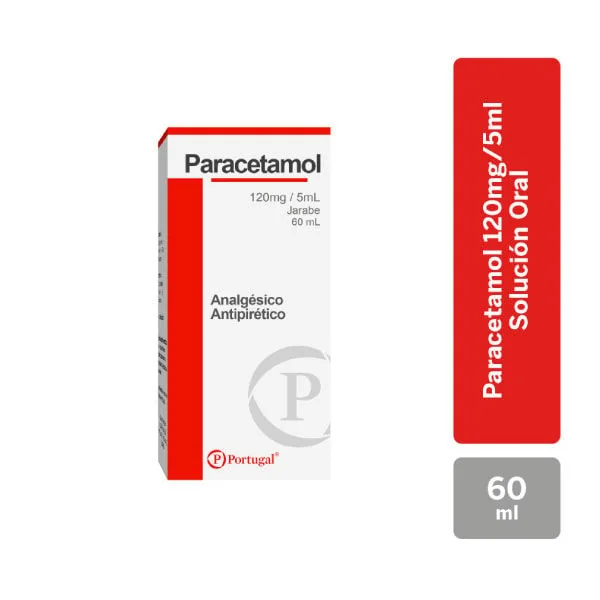 Paracetamol
120mg / 5mL
Jarabe
60 mL
Analgésico
Antipirético
P
P Portugal®
Paracetamol 120mg/5ml
Solución Oral
60
ml